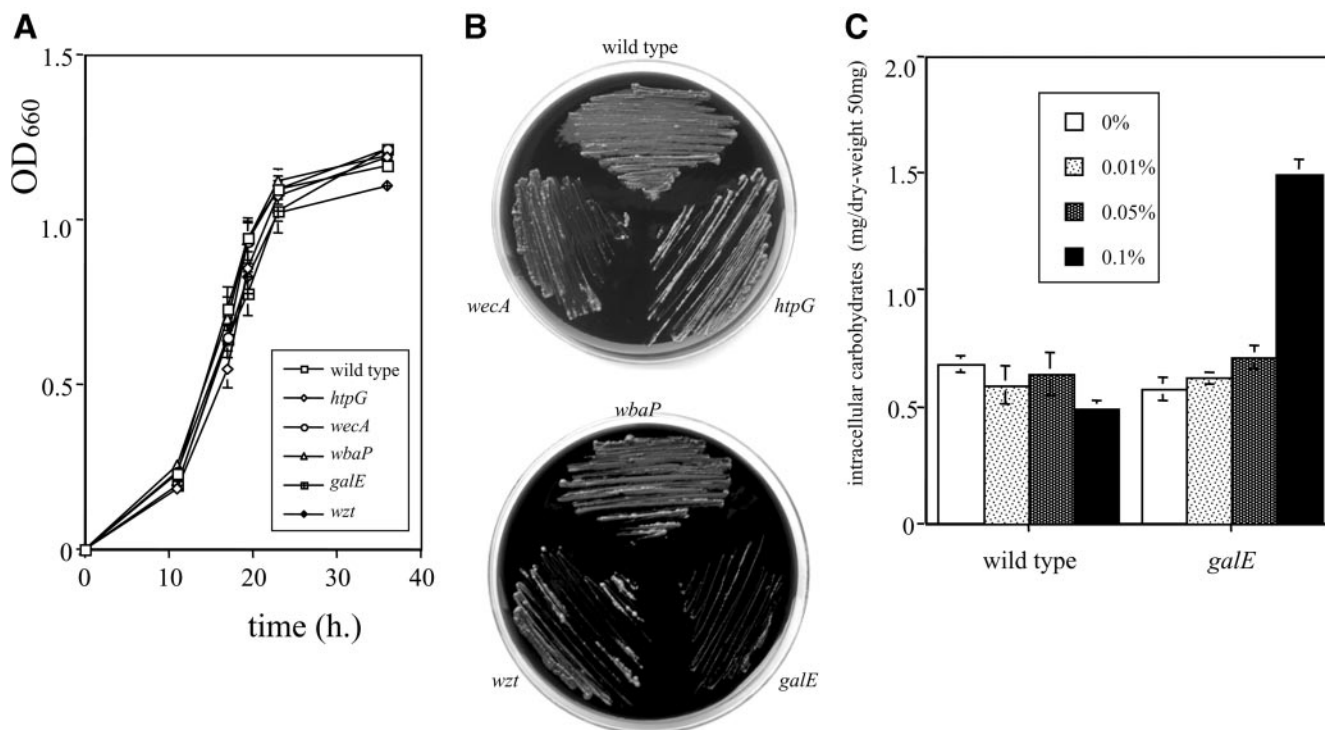 A
1.5
1.0
0.5
0
OD660
0
10
20
30
40
time (h.)
wild type
htpG
wecA
wbaP
galE
wzt
B
wild type
wecA
htpG
wbaP
wzt
galE
C
intracellular carbohydrates (mg/dry-weight 50mg)
2.0
1.5
1.0
0.5
0
0%
0.01%
0.05%
0.1%
wild type
galE